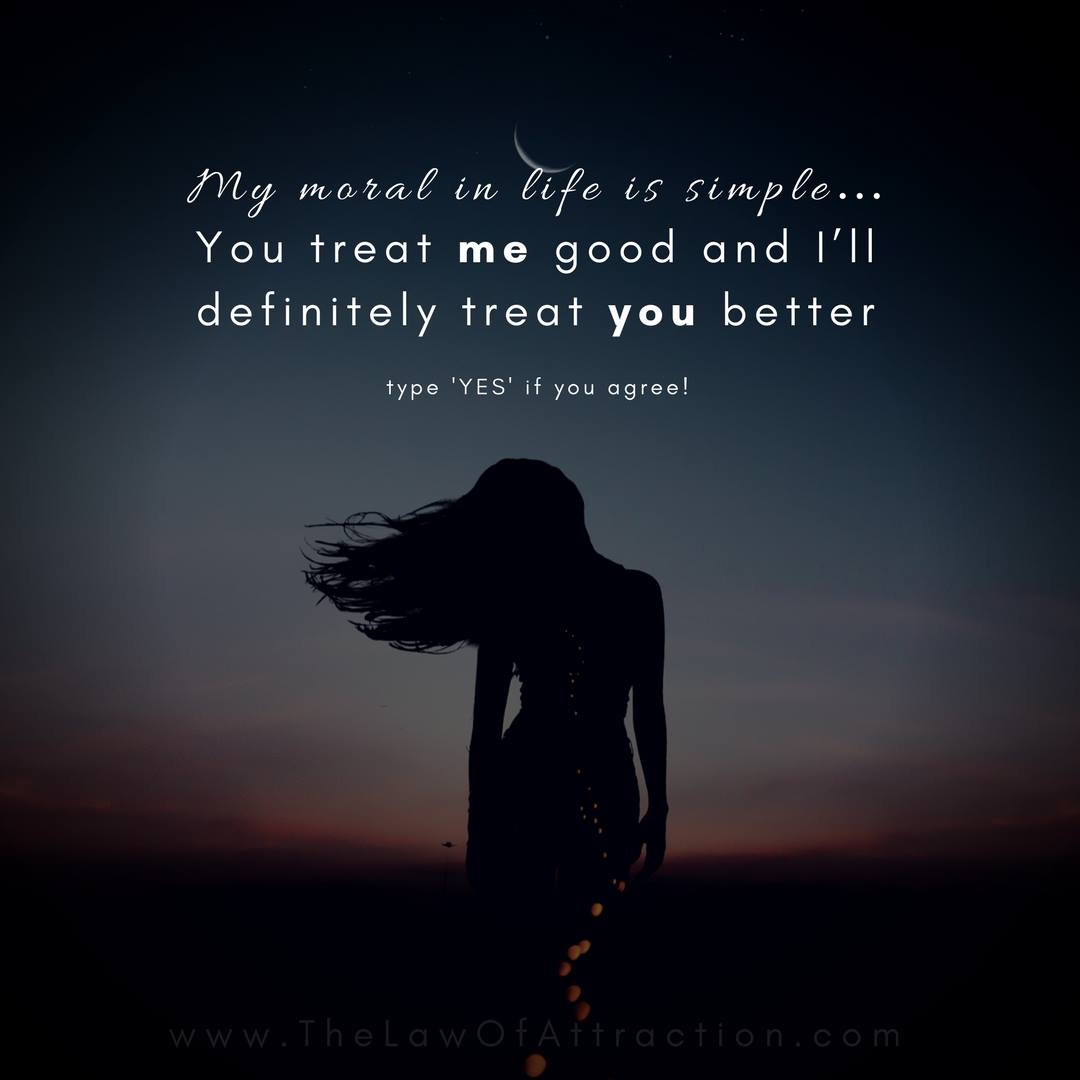 My moral in life is simple...
You treat me good and I'll
definitely treat you better
type 'YES' if you agree!
www.TheLawOfAttraction.com